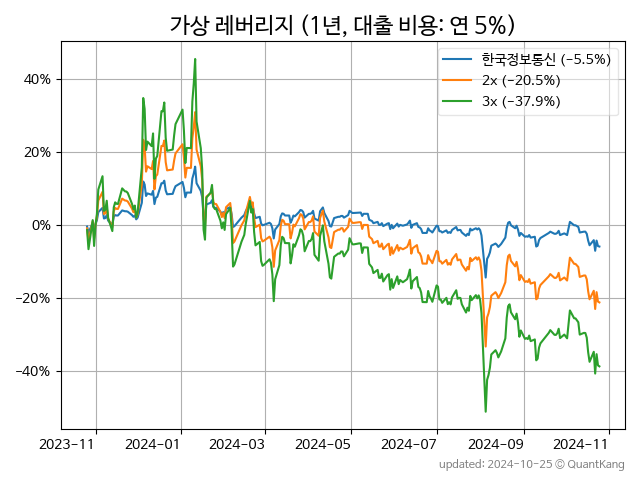 가상 레버리지 (1년, 대출 비용: 연 5%)
한국정보통신 (−5.5%)
2x (−20.5%)
3x (−37.9%)
40%
20%
0%
−20%
−40%
2023-11 2024-01 2024-03 2024-05 2024-07 2024-09 2024-11
updated: 2024-10-25 © QuantKang